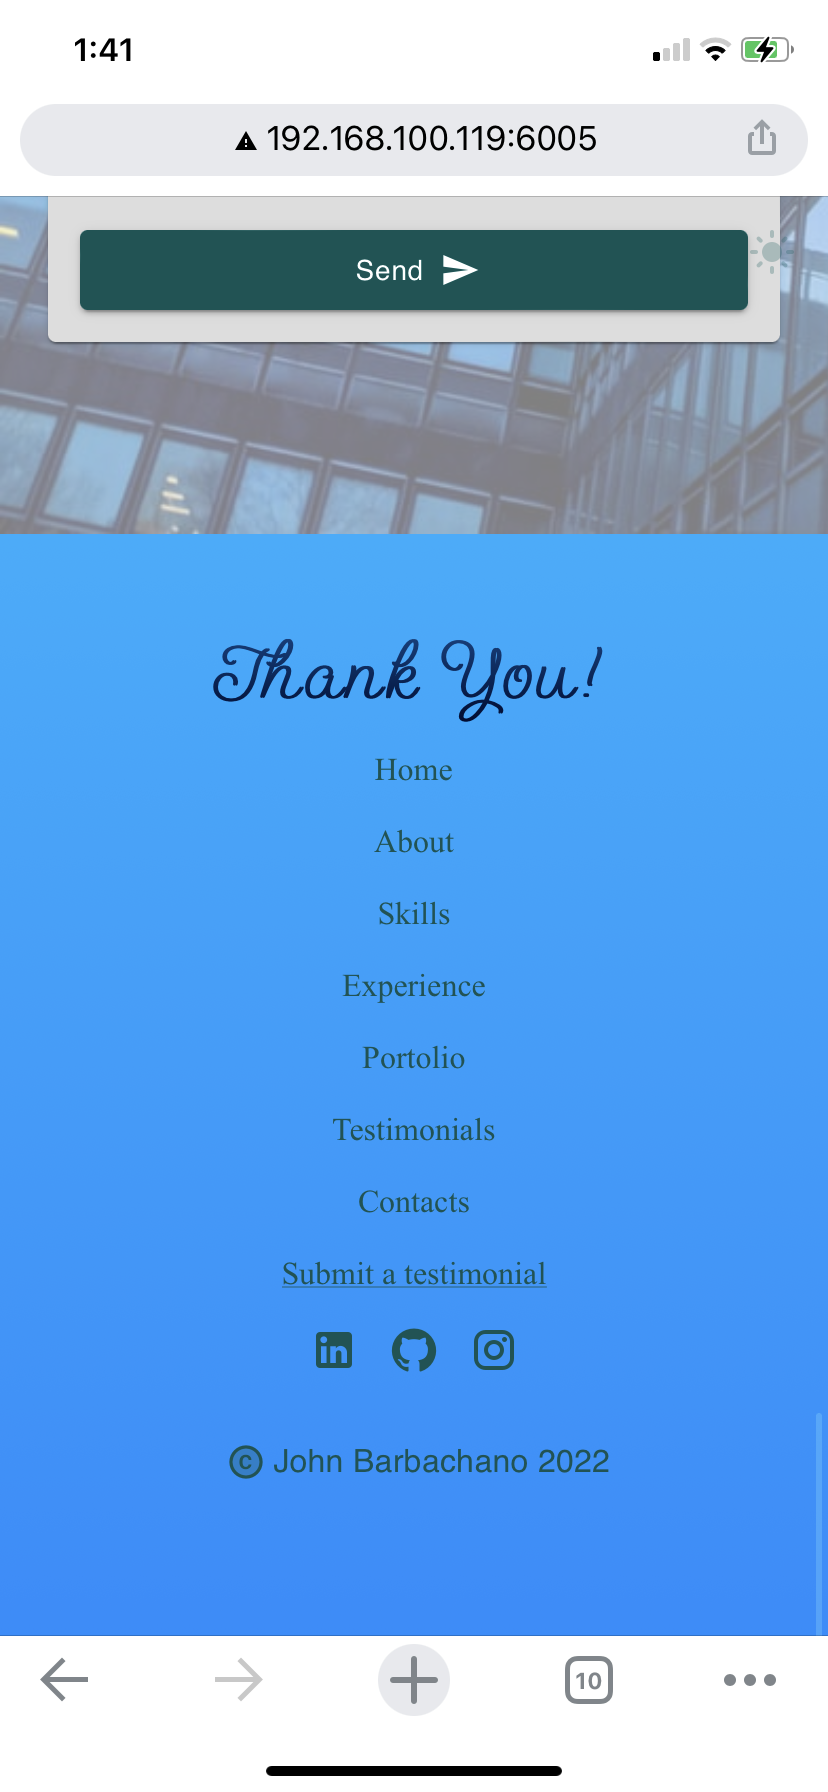 1:41
192.168.100.119:6005
Send
Thank You!
Home
About
Skills
Experience
Portolio
Testimonials
Contacts
Submit a testimonial
in
© John Barbachano 2022
10